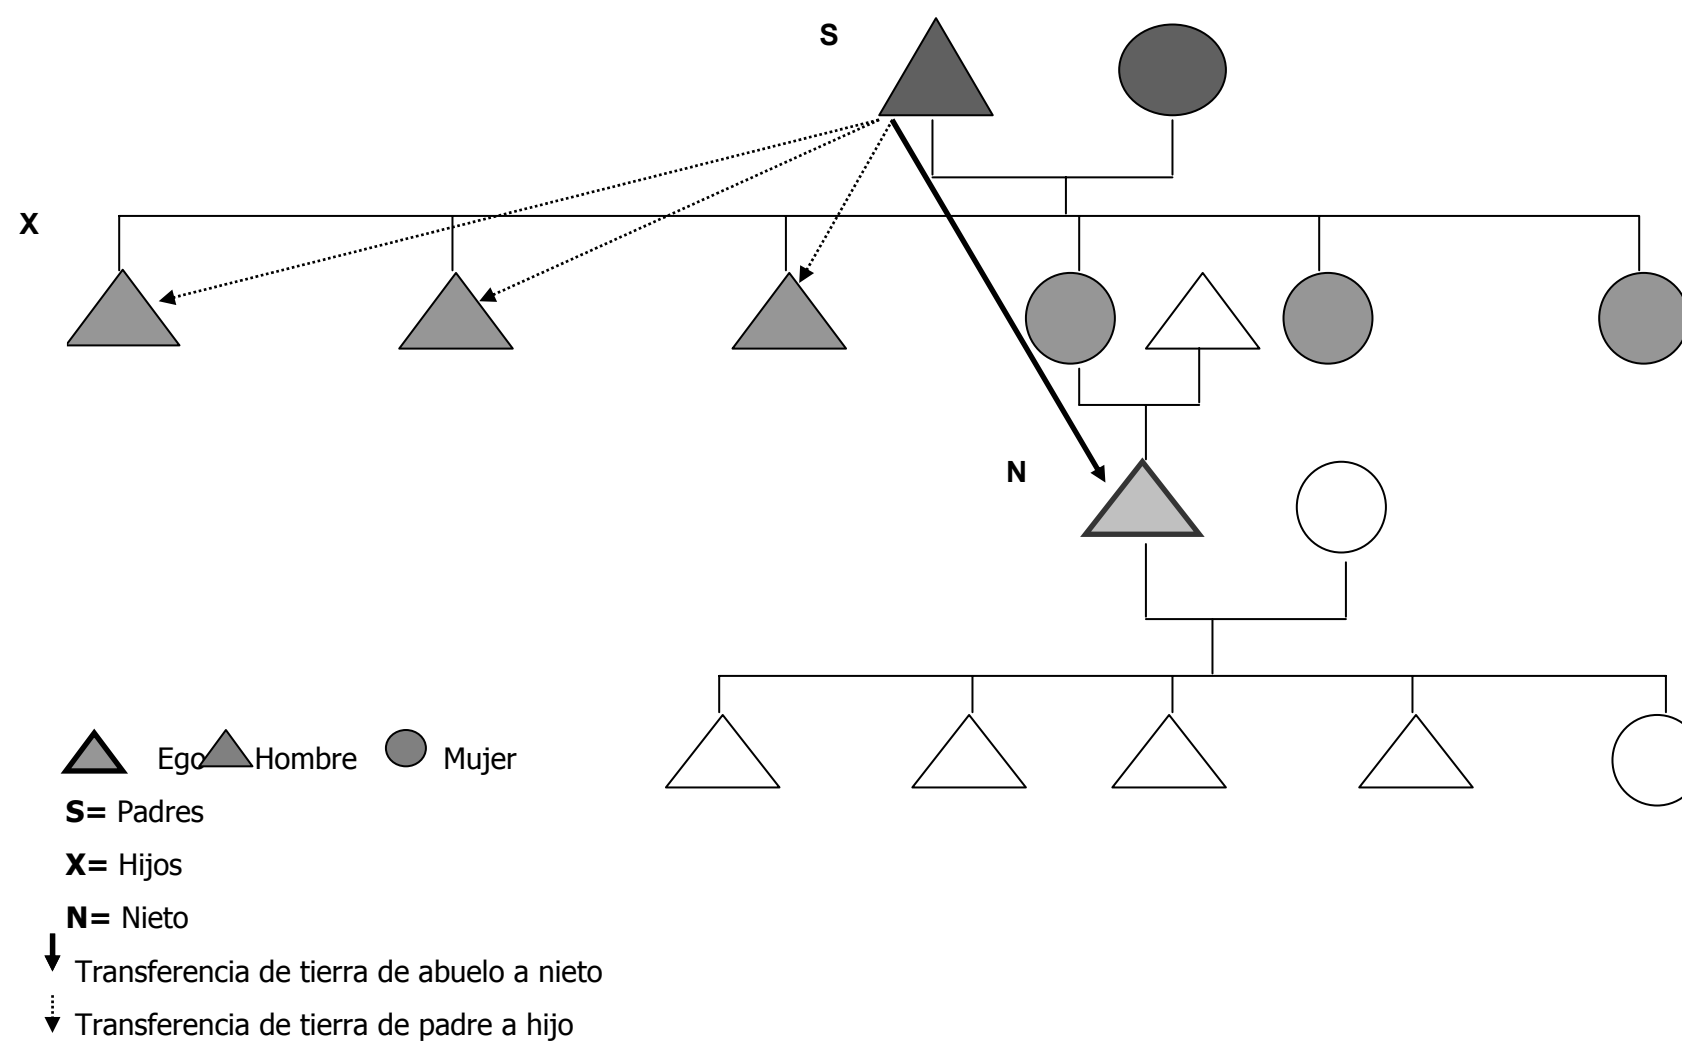 S
X
N
Ego Hombre Mujer
S= Padres
X= Hijos
N= Nieto
Transferencia de tierra de abuelo a nieto
Transferencia de tierra de padre a hijo